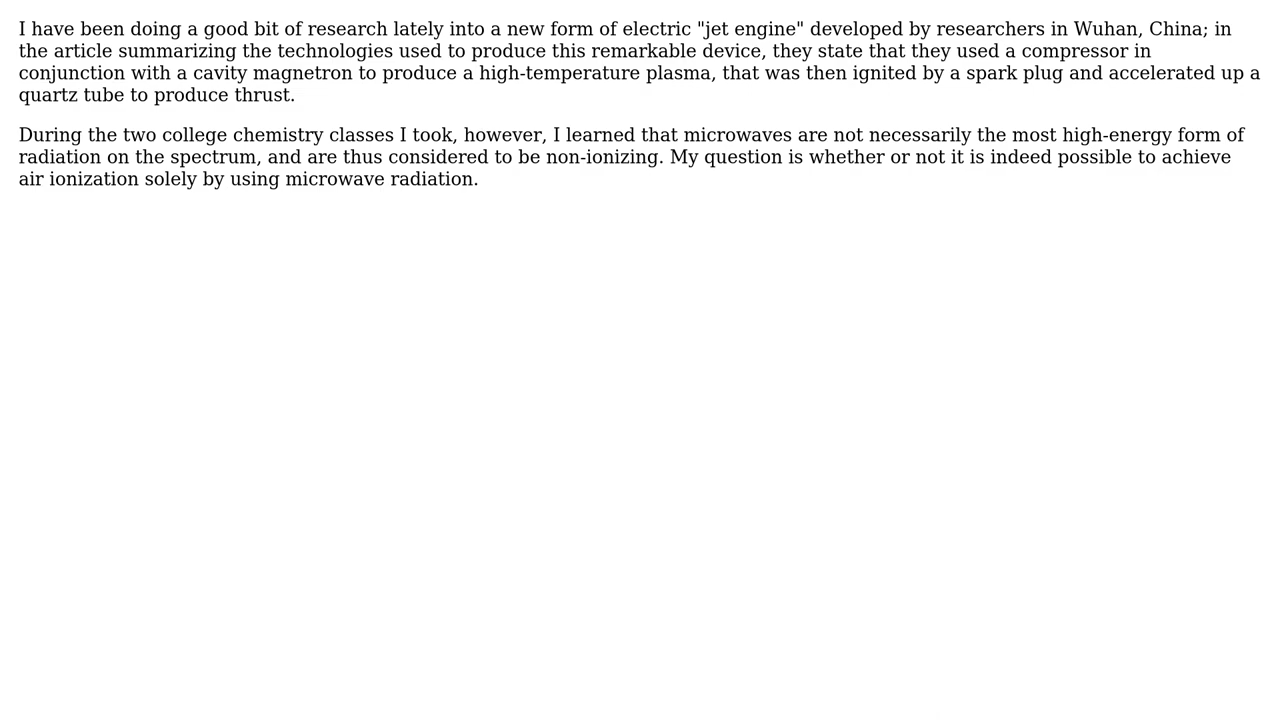 I have been doing a good bit of research lately into a new form of electric "jet engine" developed by researchers in Wuhan, China; in
the article summarizing the technologies used to produce this remarkable device, they state that they used a compressor in
conjunction with a cavity magnetron to produce a high-temperature plasma, that was then ignited by a spark plug and accelerated up a
quartz tube to produce thrust.
During the two college chemistry classes I took, however, I learned that microwaves are not necessarily the most high-energy form of
radiation on the spectrum, and are thus considered to be non-ionizing. My question is whether or not it is indeed possible to achieve
air ionization solely by using microwave radiation.